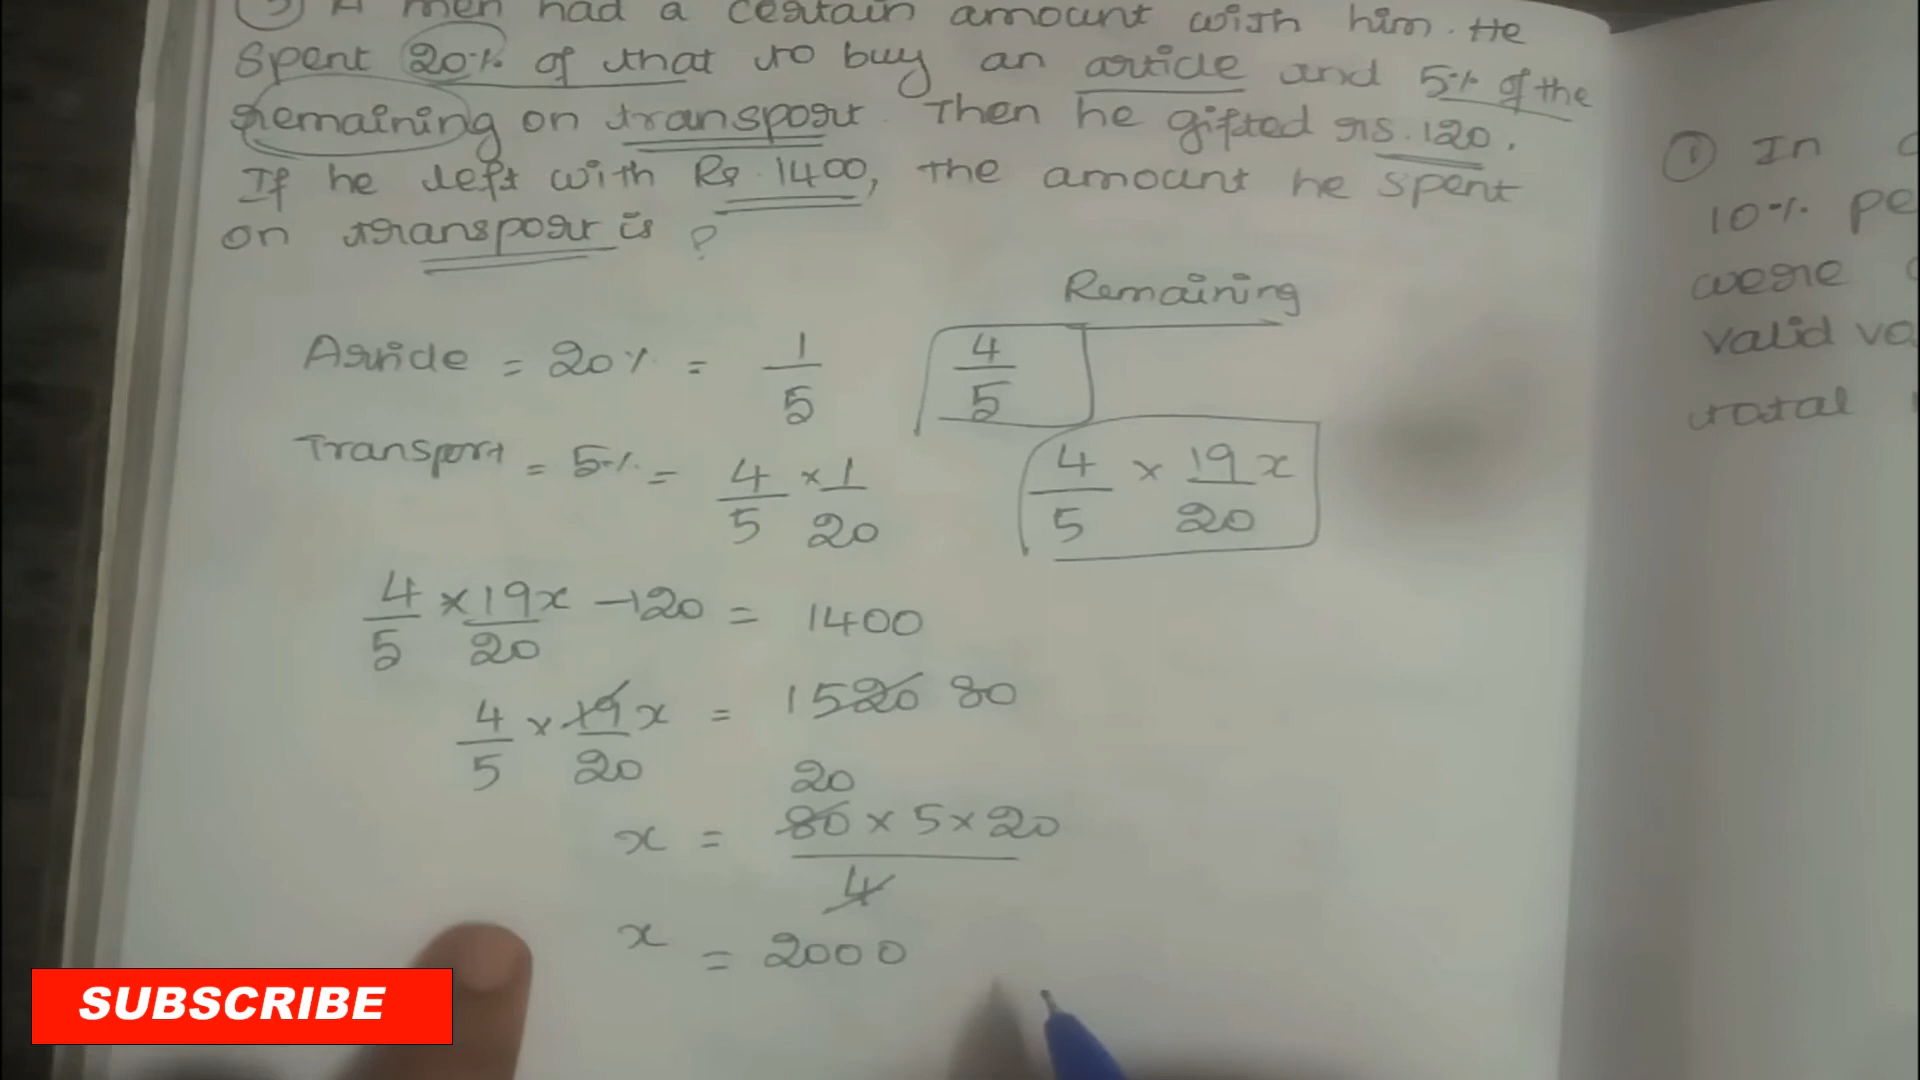 ③ A men had a certain amount with him. He
spent 20% of that to buy an article and 5% of the
remaining on transport. Then he gifted rs. 120.
If he left with Rs. 1400, the amount he spent
on transport is ?
Remaining
Article = 20% = 1/5 4/5
Transport = 5% = 4/5 × 1/20 4/5 × 19x/20
4/5 × 19x/20 - 120 = 1400
4/5 × 19x/20 = 1520 80
20
x = 80 × 5 × 20 / 4
x = 2000
① In
10% pe
were
valid vo
total
SUBSCRIBE